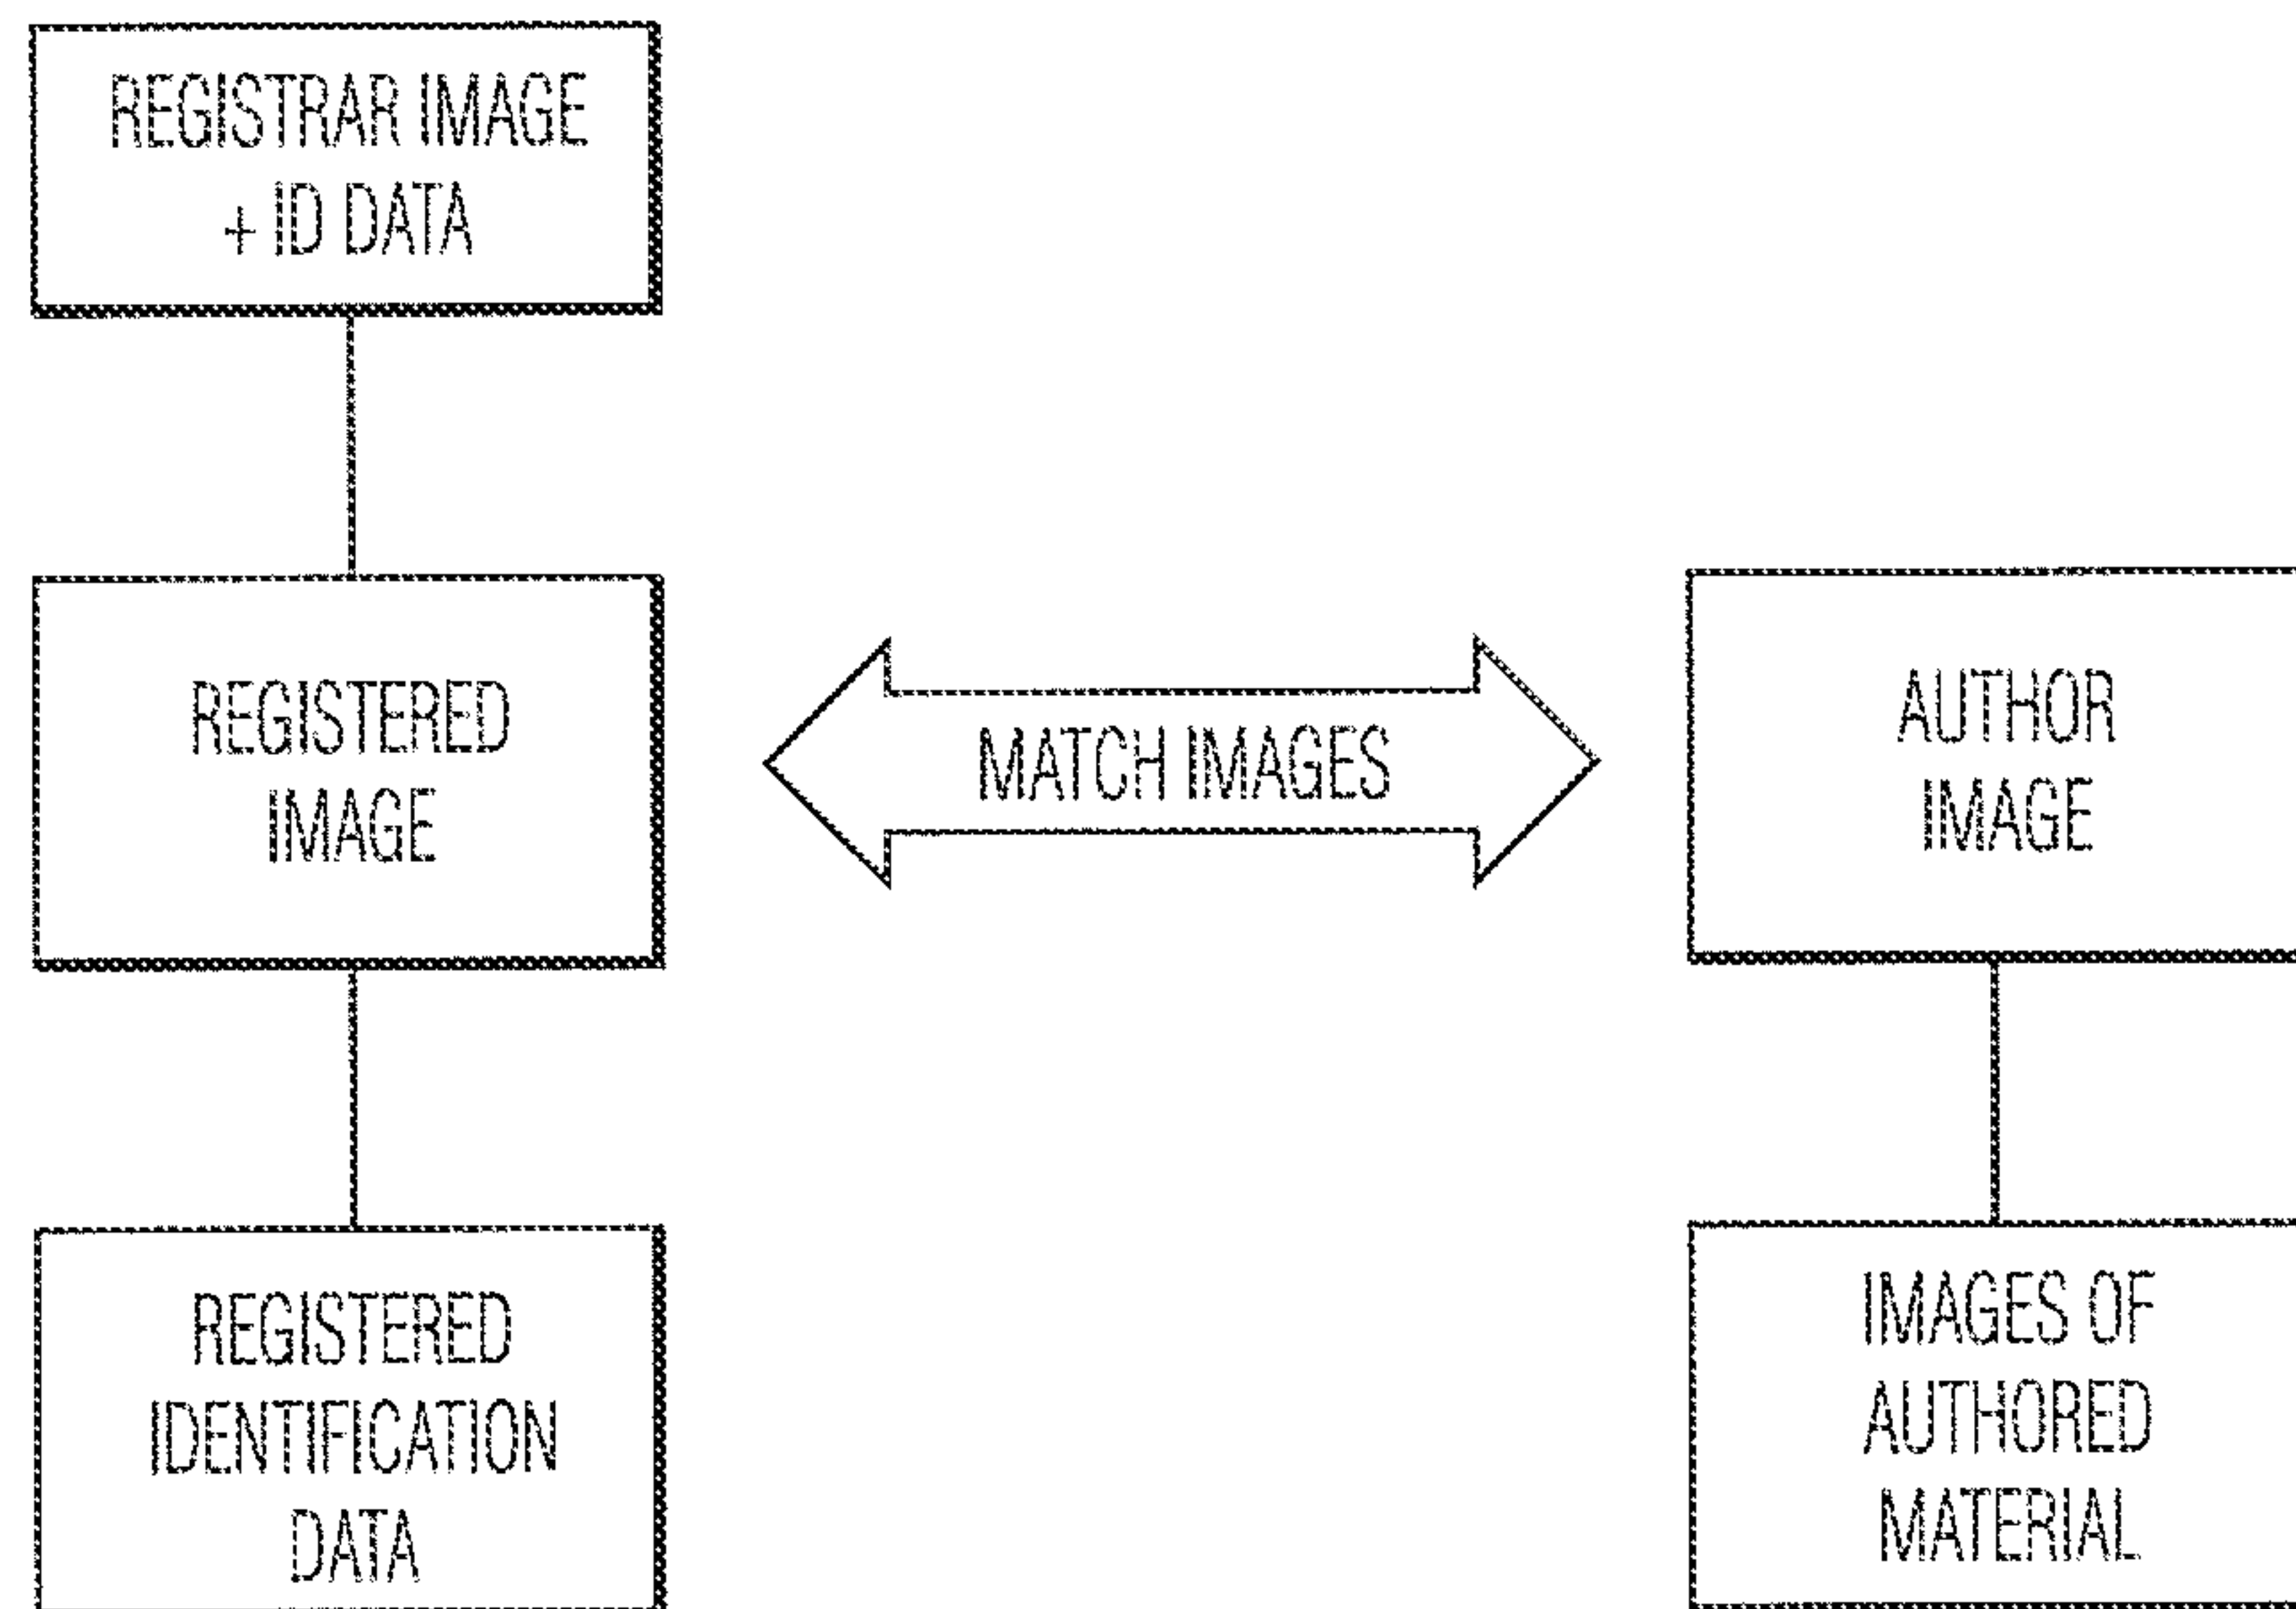 REGISTRAR IMAGE
+ ID DATA
REGISTERED
IMAGE
MATCH IMAGES
AUTHOR
IMAGE
REGISTERED
IDENTIFICATION
DATA
IMAGES OF
AUTHORED
MATERIAL